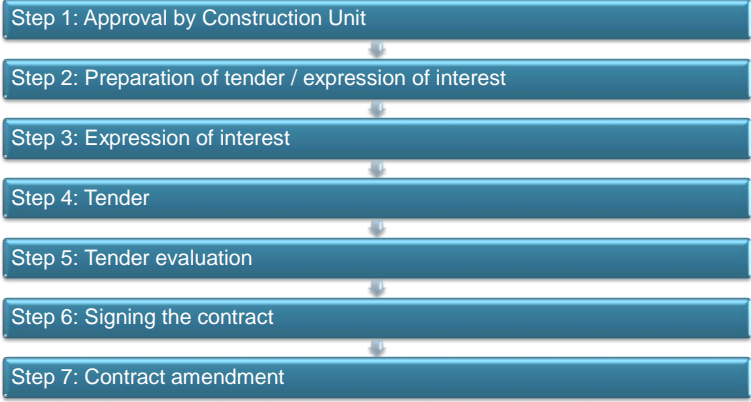 Step 1: Approval by Construction Unit
Step 2: Preparation of tender / expression of interest
Step 3: Expression of interest
Step 4: Tender
Step 5: Tender evaluation
Step 6: Signing the contract
Step 7: Contract amendment